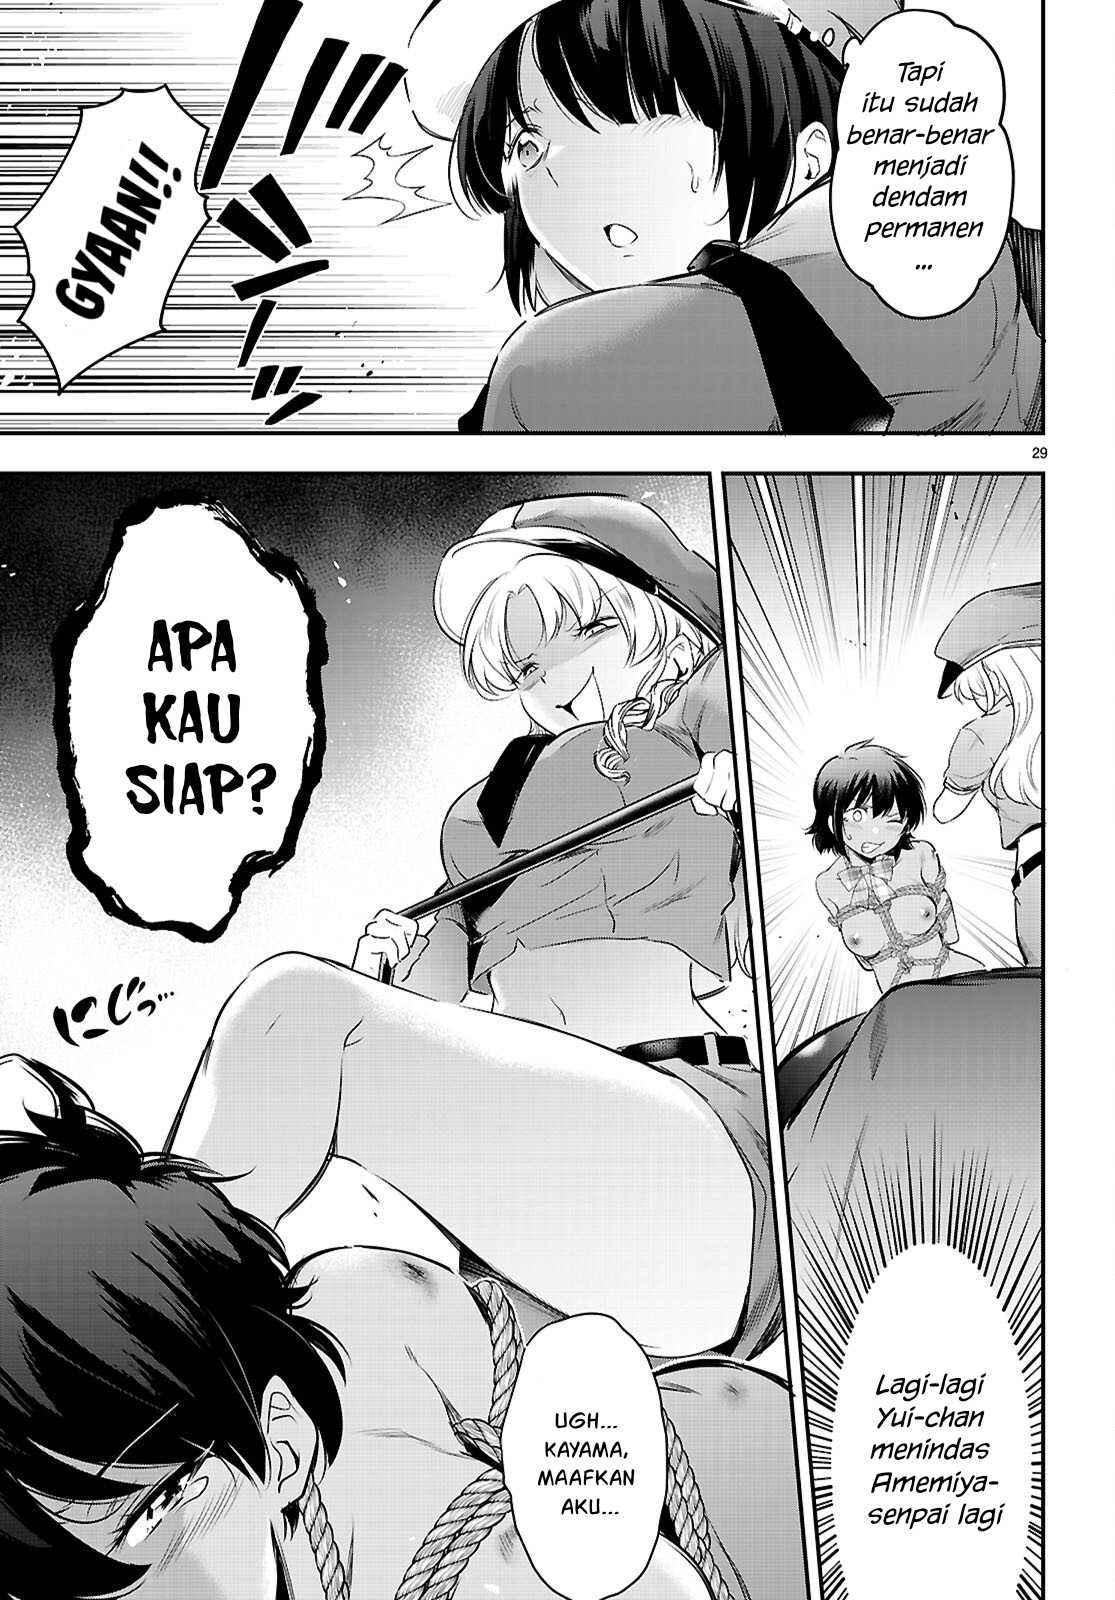 Tapi
itu sudah
benar-benar
menjadi
dendam
permanen
...
GYAAN!!
29
Lagi-lagi
Yui-chan
menindas
Amemiya-
senpai lagi
APA
KAU
SIAP?
にじっ…
UGH...
KAYAMA,
MAAFKAN
AKU...